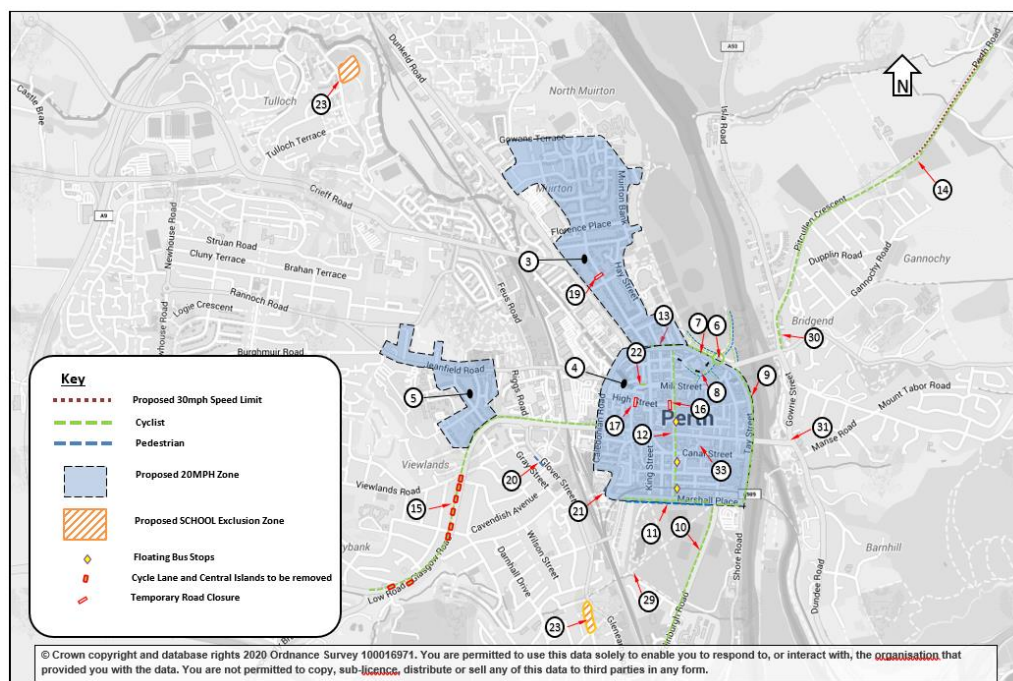 Castle Brae
Tulloch
Dunkeld Road
North Muirton
A93
Isla Road
N
Perth Road
23
Tulloch Terrace
Gowans Terrace
14
Crieff Road
Muirton
Muirton Bank
Pitcullen Crescent
A9
Newhouse Road
Struan Road
Cluny Terrace
Brahan Terrace
Florence Place
3
Hay Street
Dupplin Road
Gannochy Road
Gannochy
Rannoch Road
Logie Crescent
Feus Road
19
13
7
6
Bridgend
30
Burghmuir Road
Jeanfield Road
22
4
Riggs Road
Mill Street
8
9
Gowrie Street
Mount Tabor Road
5
High Street
Perth
17
16
12
Caledonian Road
Tay Street
31
Manse Road
King Street
Canal Street
33
Viewlands
Gray Street
Glover Street
20
Viewlands Road
15
Cavendish Avenue
21
Marshall Place
11
10
Wilson Street
Darnhall Drive
Shore Road
Barnhill
Dundee Road
Low Road
Glasgow Road
29
23
Key
Proposed 30mph Speed Limit
Cyclist
Pedestrian
Proposed 20MPH Zone
Proposed SCHOOL Exclusion Zone
Floating Bus Stops
Cycle Lane and Central Islands to be removed
Temporary Road Closure
© Crown copyright and database rights 2020 Ordnance Survey 100016971. You are permitted to use this data solely to enable you to respond to, or interact with, the organisation that
provided you with the data. You are not permitted to copy, sub-licence, distribute or sell any of this data to third parties in any form.